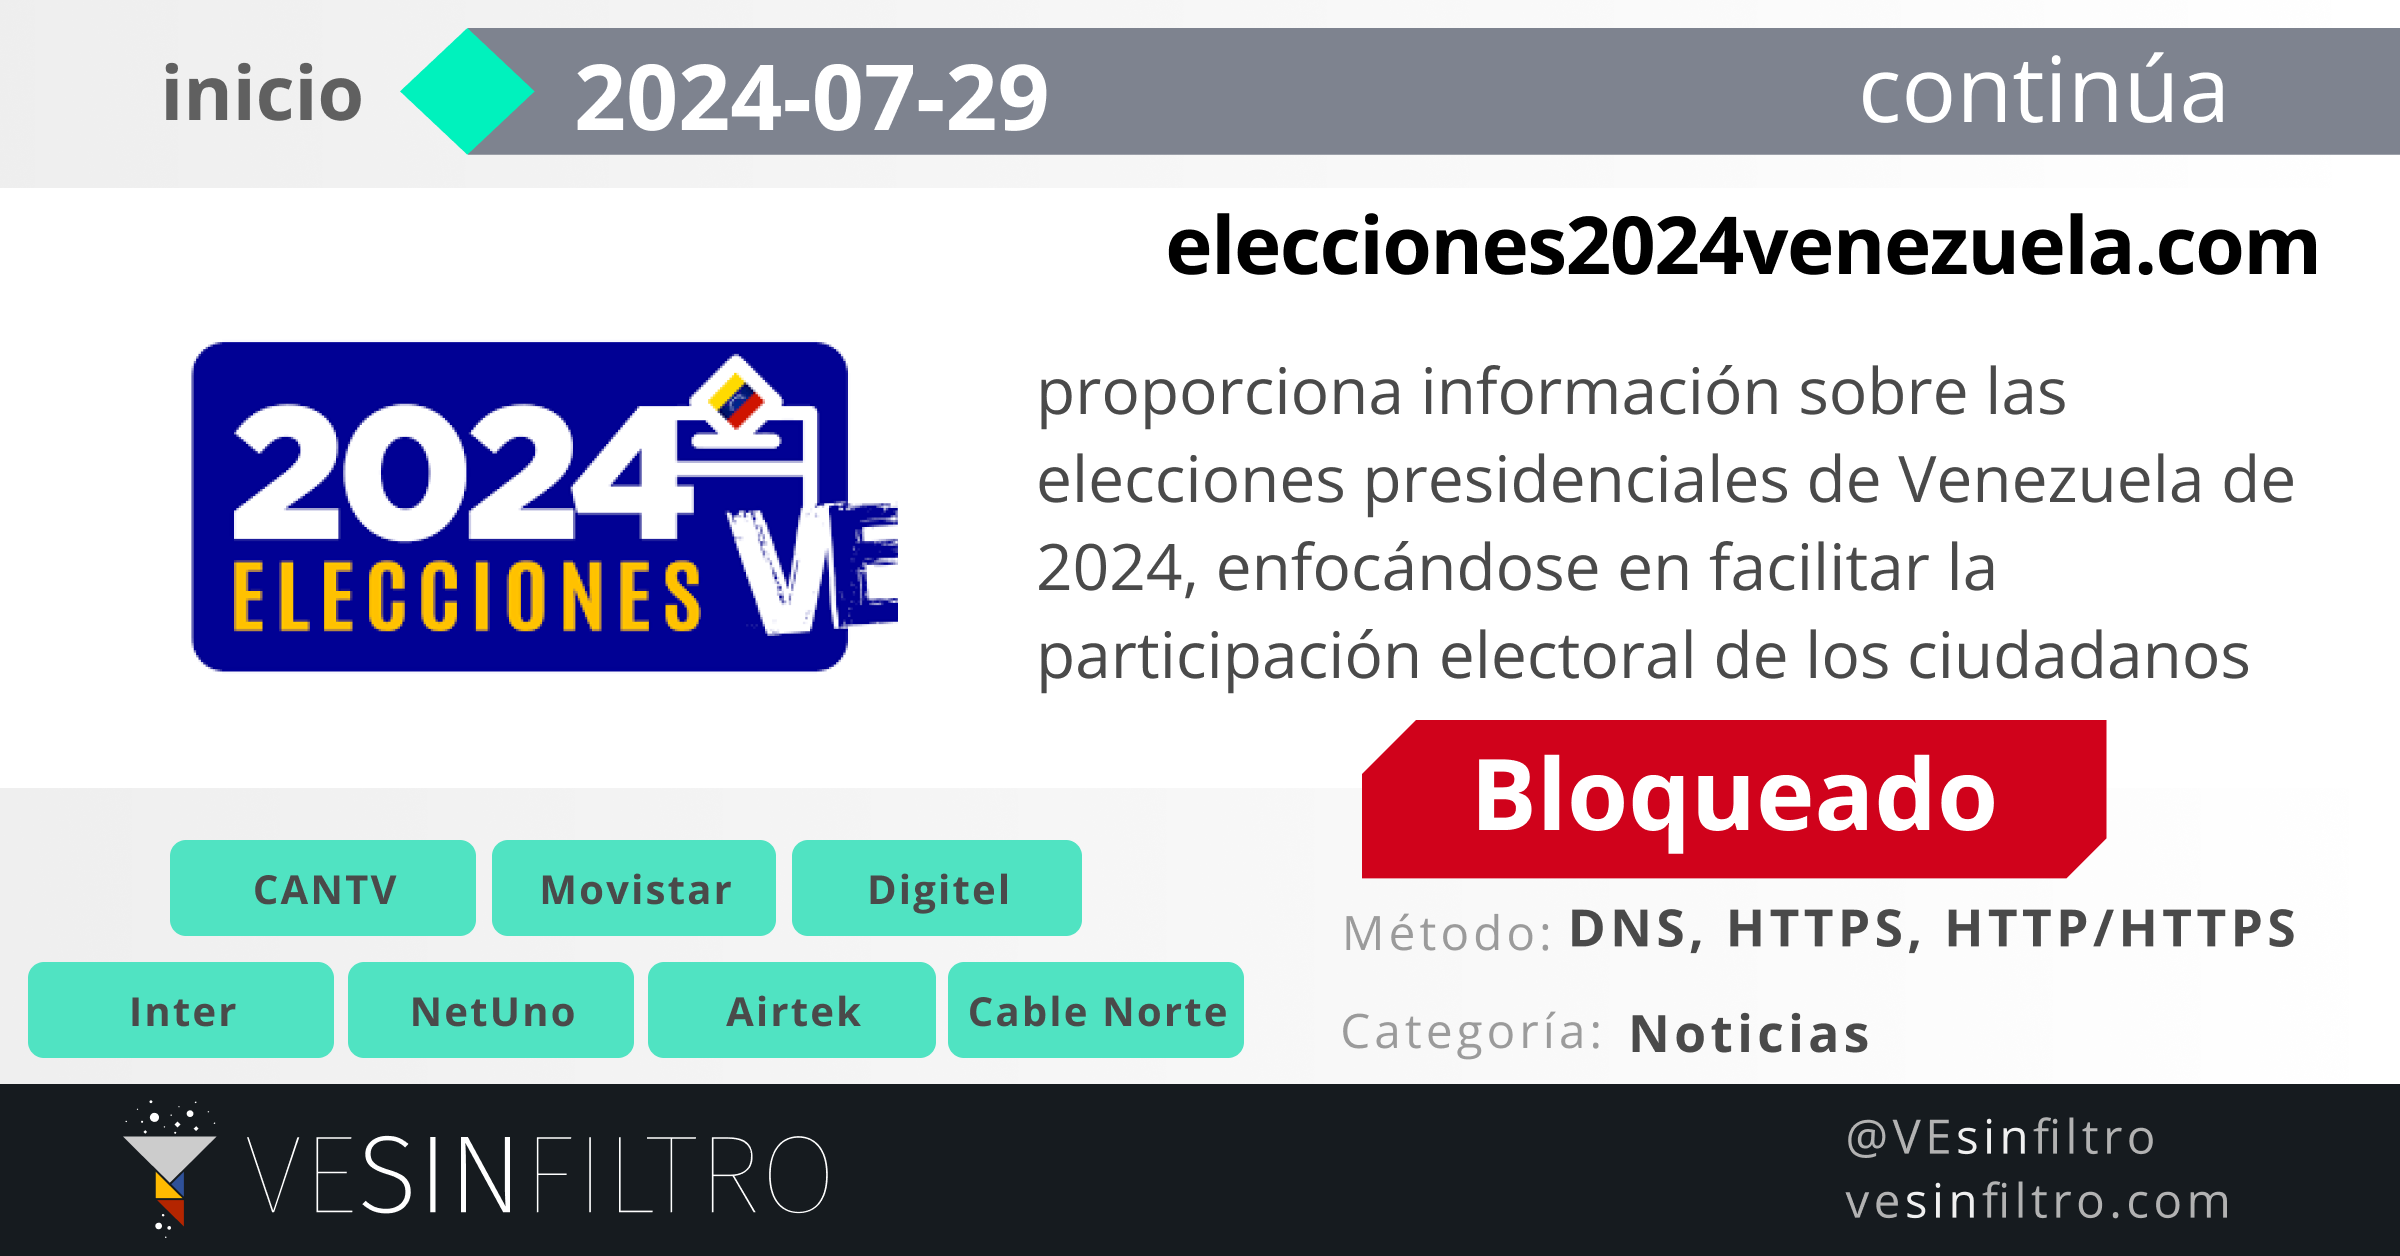 inicio
2024-07-29
continúa
elecciones2024venezuela.com
2024
ELECCIONES
VE
proporciona información sobre las
elecciones presidenciales de Venezuela de
2024, enfocándose en facilitar la
participación electoral de los ciudadanos
Bloqueado
CANTV
Movistar
Digitel
Inter
NetUno
Airtek
Cable Norte
Método: DNS, HTTPS, HTTP/HTTPS
Categoría: Noticias
VESINFILTRO
@VEsinfiltro
vesinfiltro.com